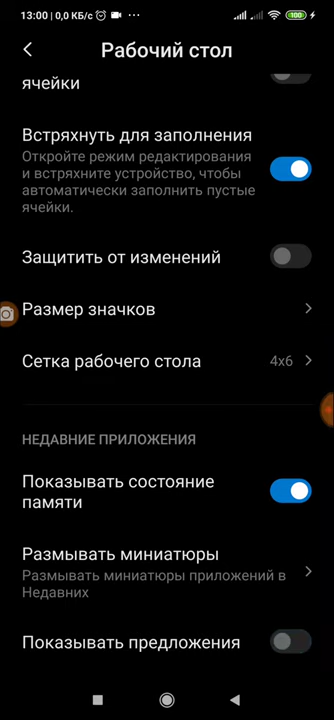 13:00 | 0,0 КБ/с
100
Рабочий стол
ячейки
Встряхнуть для заполнения
Откройте режим редактирования
и встряхните устройство, чтобы
автоматически заполнить пустые
ячейки.
Защитить от изменений
Размер значков
Сетка рабочего стола 4x6
НЕДАВНИЕ ПРИЛОЖЕНИЯ
Показывать состояние
памяти
Размывать миниатюры
Размывать миниатюры приложений в
Недавних
Показывать предложения